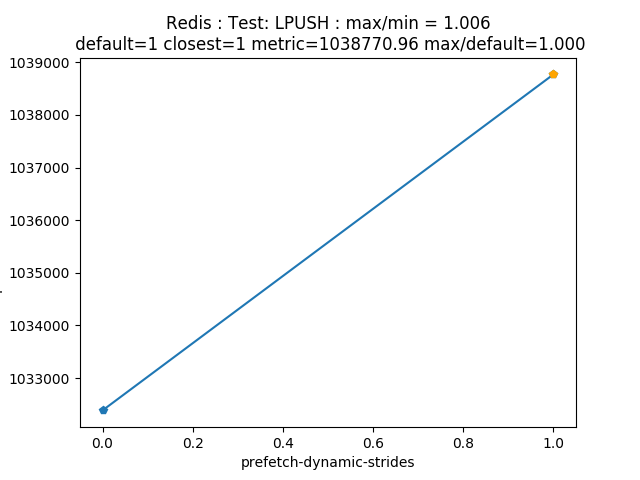 Redis : Test: LPUSH : max/min = 1.006
default=1 closest=1 metric=1038770.96 max/default=1.000
1039000
1038000
1037000
1036000
1035000
1034000
1033000
0.0 0.2 0.4 0.6 0.8 1.0
prefetch-dynamic-strides